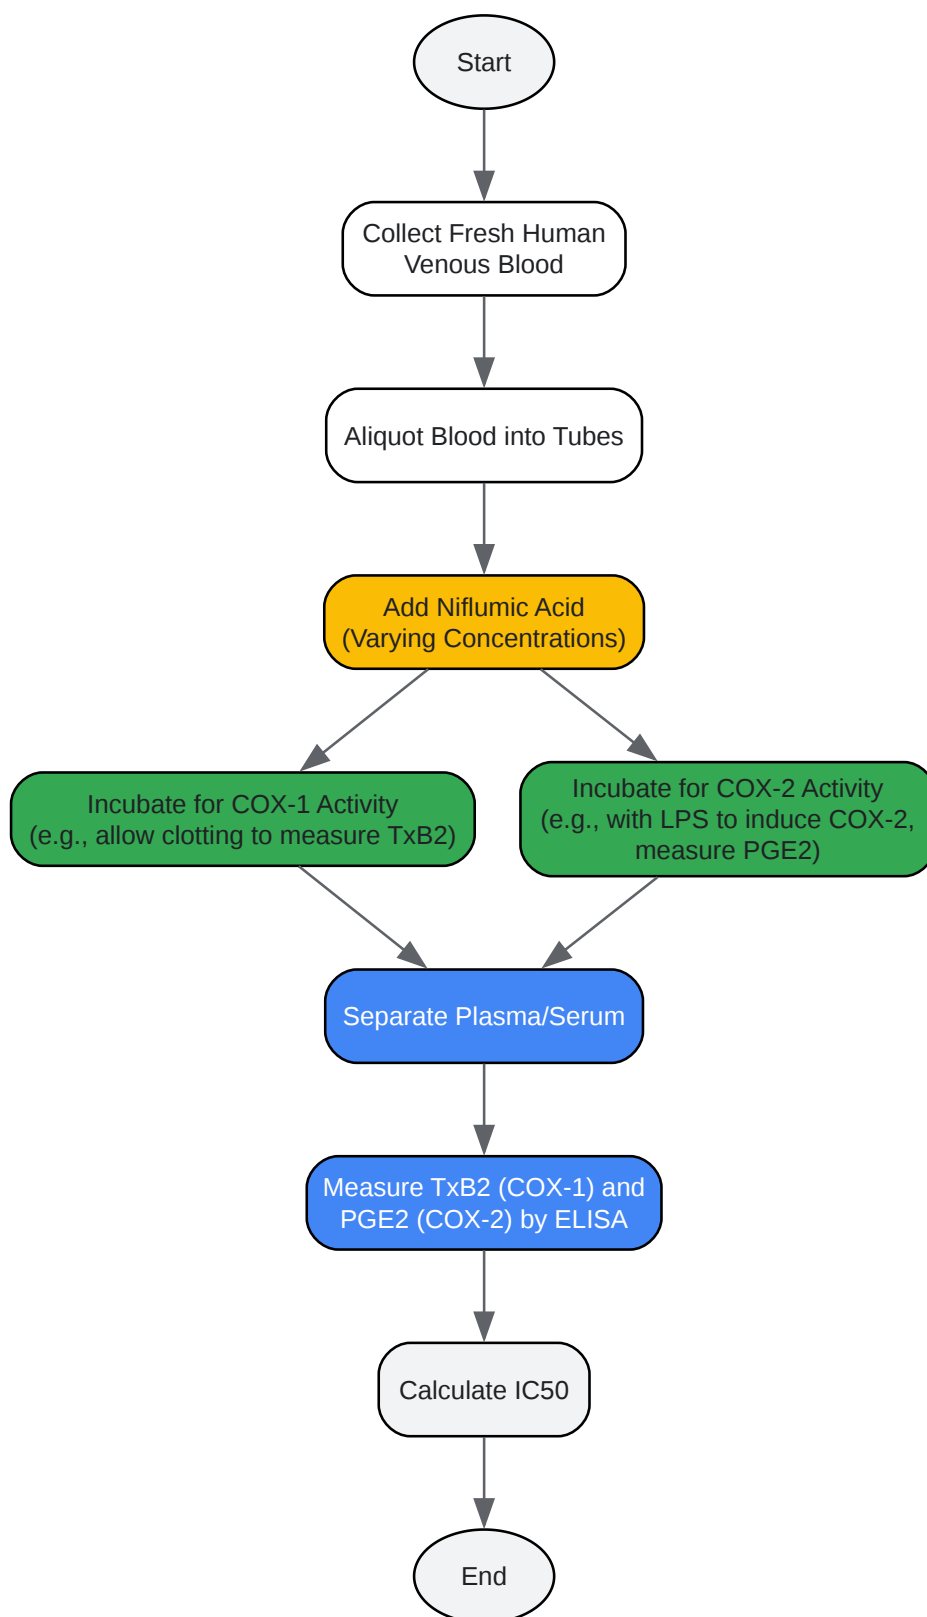 Start
Collect Fresh Human
Venous Blood
Aliquot Blood into Tubes
Add Niflumic Acid
(Varying Concentrations)
Incubate for COX-1 Activity
(e.g., allow clotting to measure TxB2)
Incubate for COX-2 Activity
(e.g., with LPS to induce COX-2,
measure PGE2)
Separate Plasma/Serum
Measure TxB2 (COX-1) and
PGE2 (COX-2) by ELISA
Calculate IC50
End